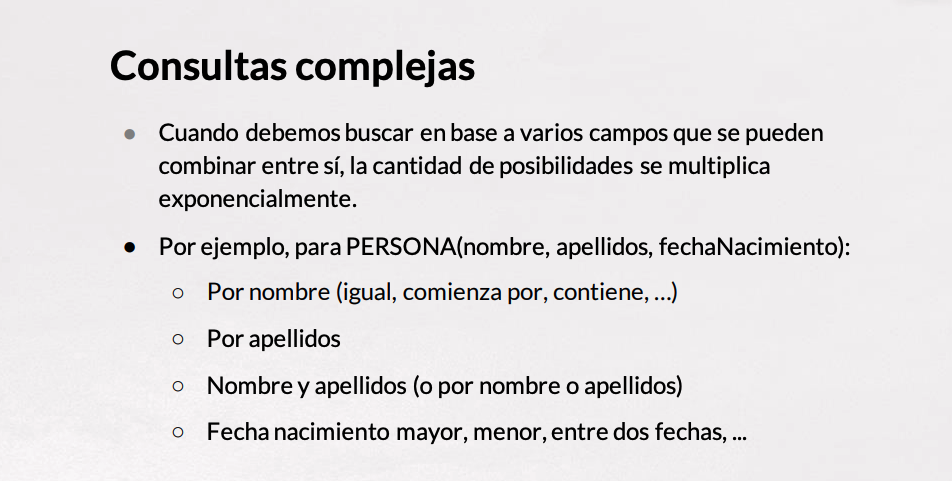 Consultas complejas
● Cuando debemos buscar en base a varios campos que se pueden
combinar entre sí, la cantidad de posibilidades se multiplica
exponencialmente.
● Por ejemplo, para PERSONA(nombre, apellidos, fechaNacimiento):
○ Por nombre (igual, comienza por, contiene, ...)
○ Por apellidos
○ Nombre y apellidos (o por nombre o apellidos)
○ Fecha nacimiento mayor, menor, entre dos fechas, ...